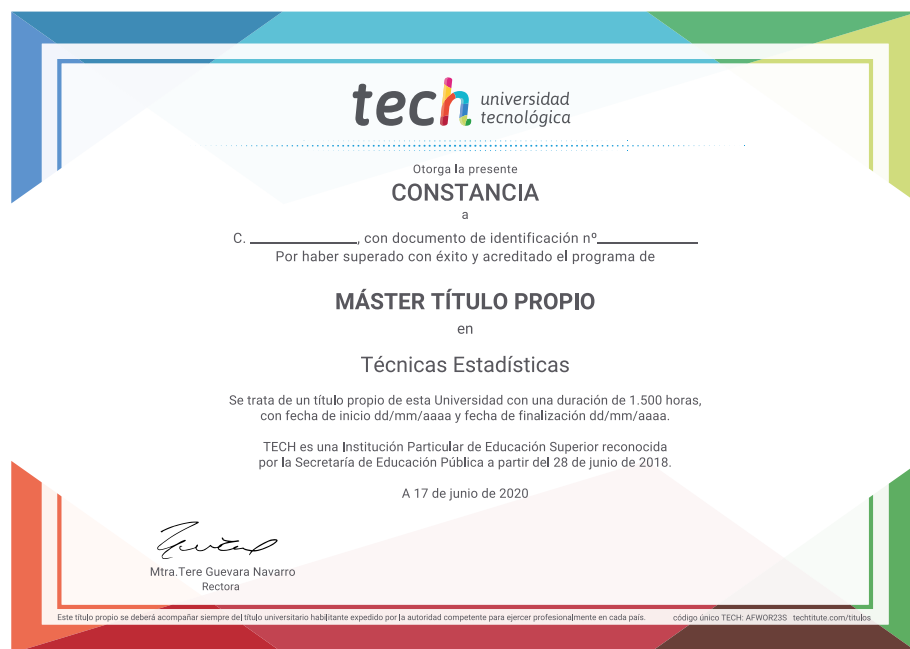 tech universidad
tecnológica
Otorga la presente
CONSTANCIA
a
C. ______________, con documento de identificación nº______________
Por haber superado con éxito y acreditado el programa de
MÁSTER TÍTULO PROPIO
en
Técnicas Estadísticas
Se trata de un título propio de esta Universidad con una duración de 1.500 horas,
con fecha de inicio dd/mm/aaaa y fecha de finalización dd/mm/aaaa.
TECH es una Institución Particular de Educación Superior reconocida
por la Secretaría de Educación Pública a partir del 28 de junio de 2018.
A 17 de junio de 2020
Mtra.Tere Guevara Navarro
Rectora
Este título propio se deberá acompañar siempre del título universitario habilitante expedido por la autoridad competente para ejercer profesionalmente en cada país. código único TECH: AFWOR23S techtitute.com/titulos